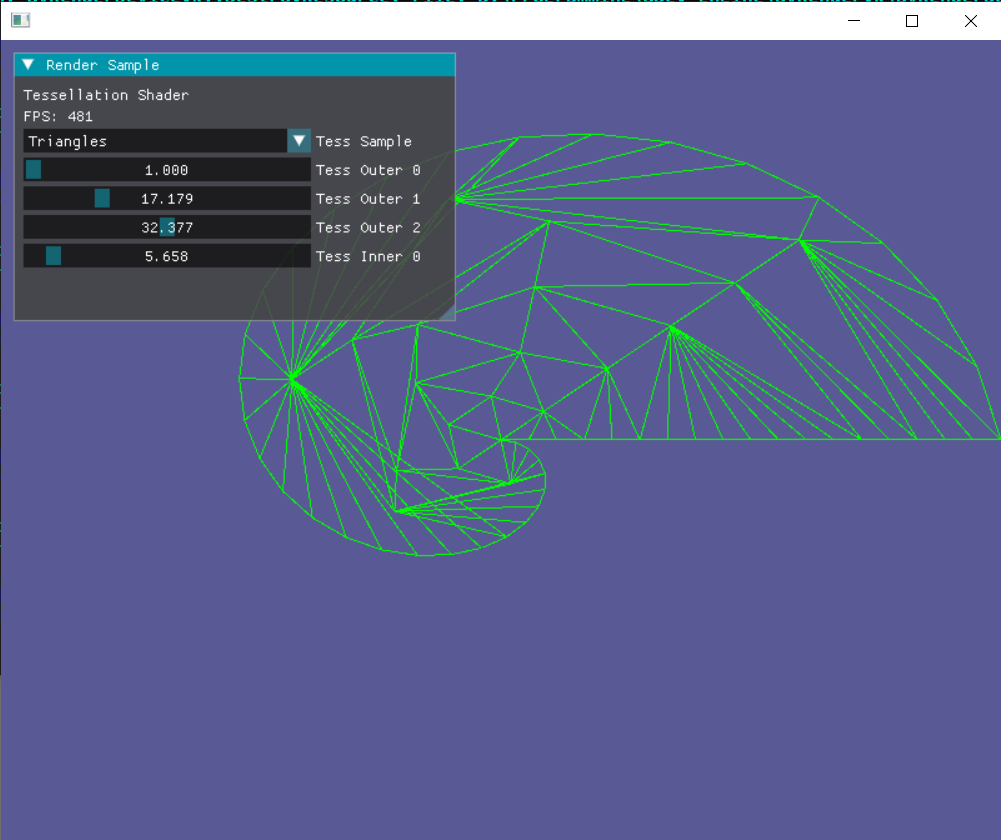 Render Sample
Tessellation Shader
FPS: 481
Triangles Tess Sample
1.000 Tess Outer 0
17.179 Tess Outer 1
32.377 Tess Outer 2
5.658 Tess Inner 0